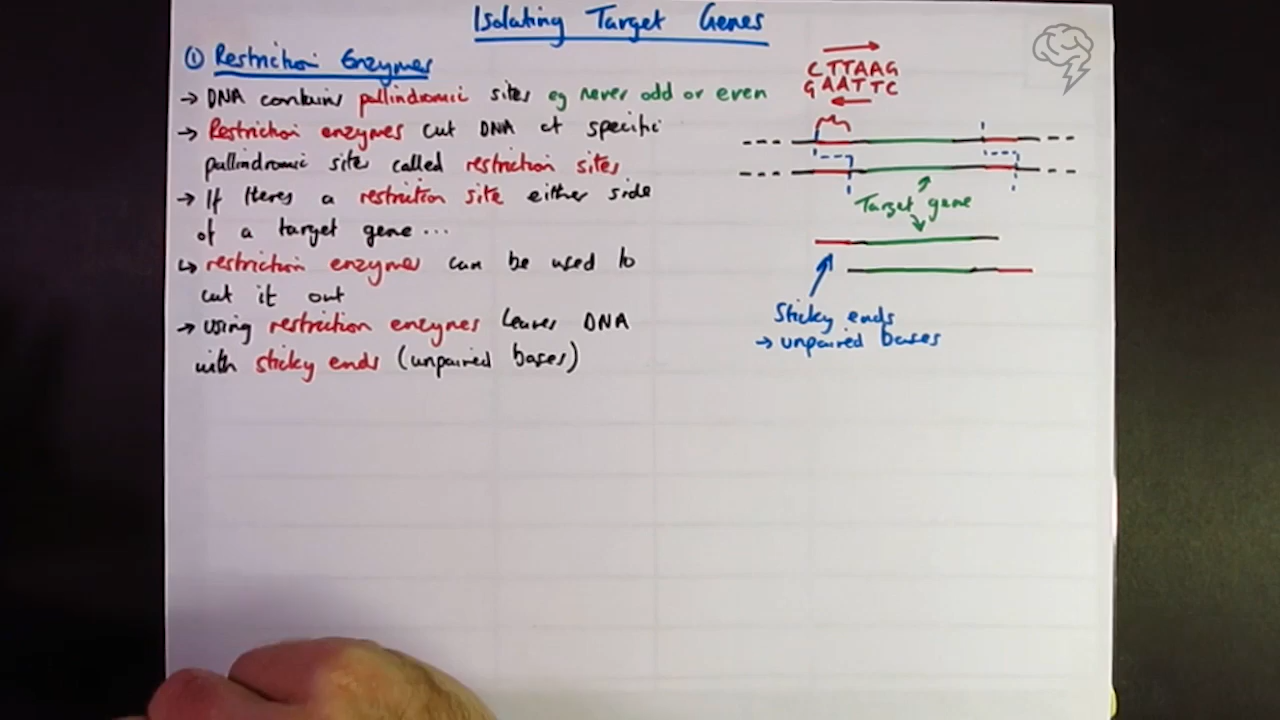 Isolating Target Genes
① Restriction Enzymes
→ DNA contains pallindromic sites eg never odd or even
→ Restriction enzymes cut DNA at specific
pallindromic site called restriction sites
→ If theres a restriction site either side
of a target gene...
↳ restriction enzymes can be used to
cut it out
→ using restriction enzymes leaves DNA
with sticky ends (unpaired bases)
CTTAAG
GAATTC
Target gene
Sticky ends
→ unpaired bases